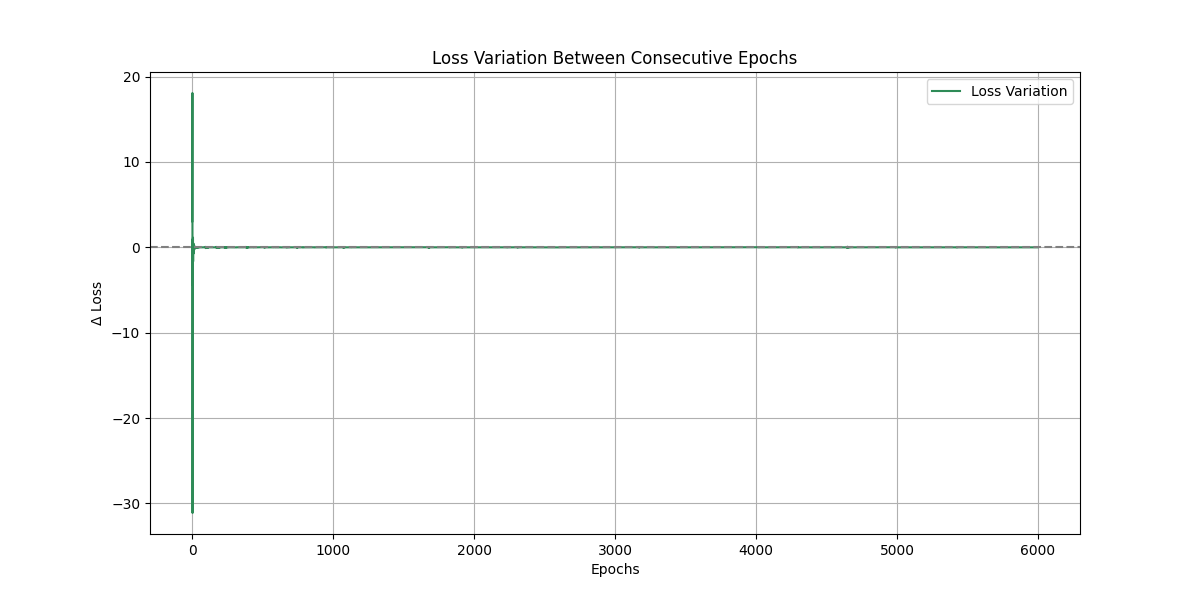 Loss Variation Between Consecutive Epochs
Loss Variation
20
10
0
−10
−20
−30
Δ Loss
0 1000 2000 3000 4000 5000 6000
Epochs